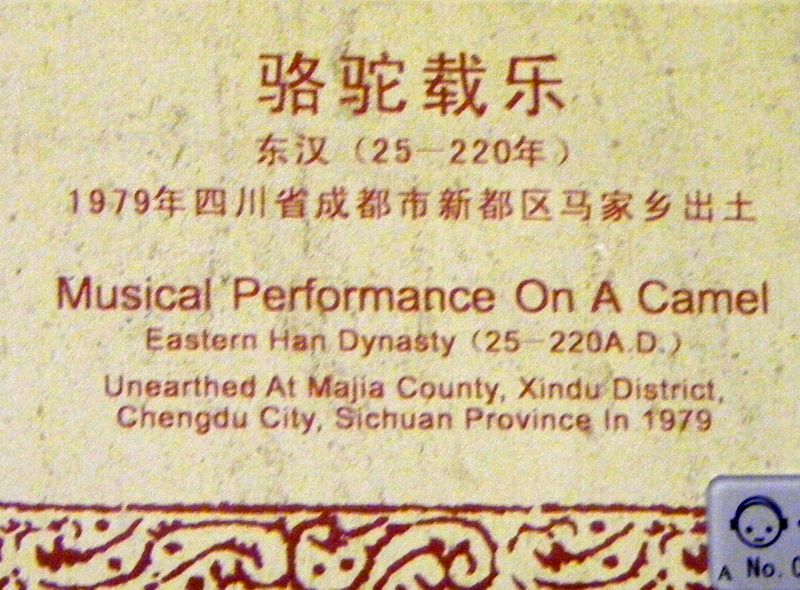 骆驼载乐
东汉（25—220年）
1979年四川省成都市新都区马家乡出土
Musical Performance On A Camel
Eastern Han Dynasty（25—220A.D.）
Unearthed At Majia County, Xindu District,
Chengdu City, Sichuan Province In 1979
A No.